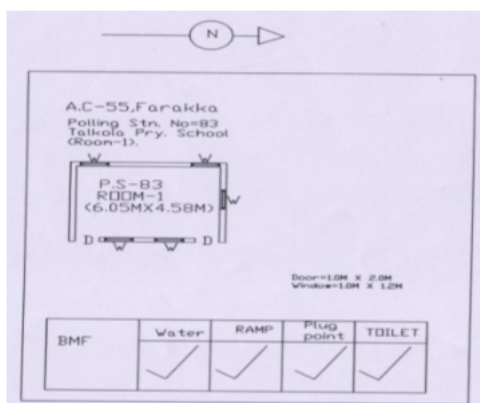 N
A.C-55,Farakka
Polling Stn. No=83
Talkola Pry. School
(Room-1).
W W
P.S-83
ROOM-1
(6.05MX4.58M)
W
D D
W W
Door=1.0M X 2.0M
Window=1.0M X 1.2M
BMF Water RAMP Plug point TOILET